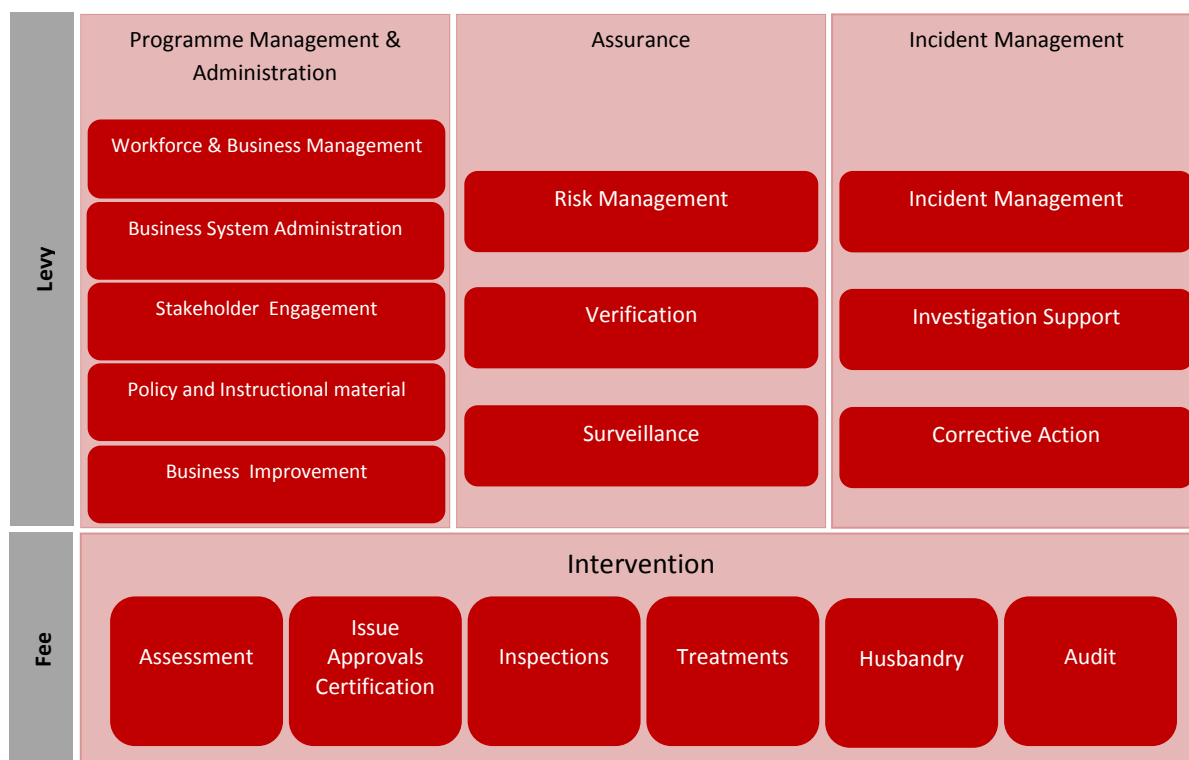 Levy
Programme Management &
Administration
Workforce & Business Management
Business System Administration
Stakeholder  Engagement
Policy and Instructional material
Business  Improvement
Assurance
Risk Management
Verification
Surveillance
Incident Management
Incident Management
Investigation Support
Corrective Action
Fee
Intervention
Assessment
Issue
Approvals
Certification
Inspections
Treatments
Husbandry
Audit